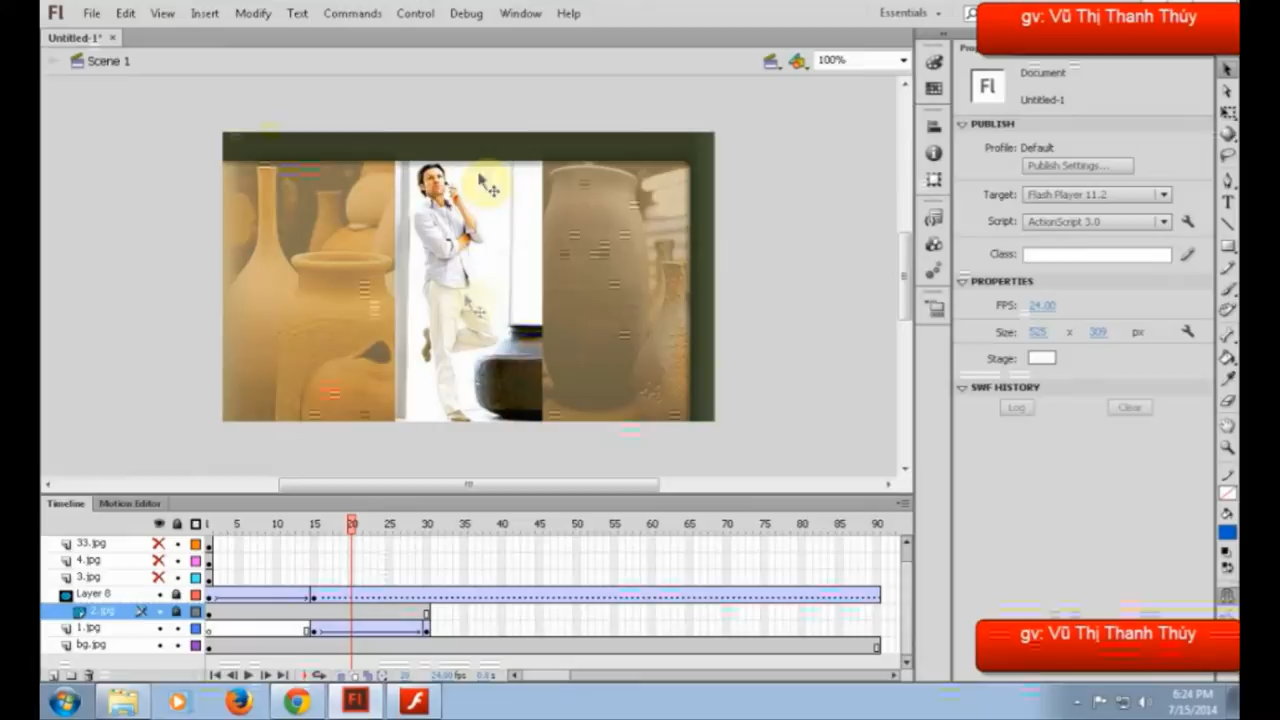 Fl File Edit View Insert Modify Text Commands Control Debug Window Help Essentials
gv: Vũ Thị Thanh Thúy
Untitled-1* ×
Scene 1 100%
Document
Untitled-1
PUBLISH
Profile: Default
Publish Settings...
Target: Flash Player 11.2
Script: ActionScript 3.0
Class:
PROPERTIES
FPS: 24.00
Size: 525 x 309 px
Stage:
SWF HISTORY
Log Clear
Timeline Motion Editor
5 10 15 20 25 30 35 40 45 50 55 60 65 70 75 80 85 90
33.jpg
4.jpg
3.jpg
2.jpg
1.jpg
bg.jpg
20 24.00 fps 0.8 s
gv: Vũ Thị Thanh Thúy
6:24 PM
7/15/2014